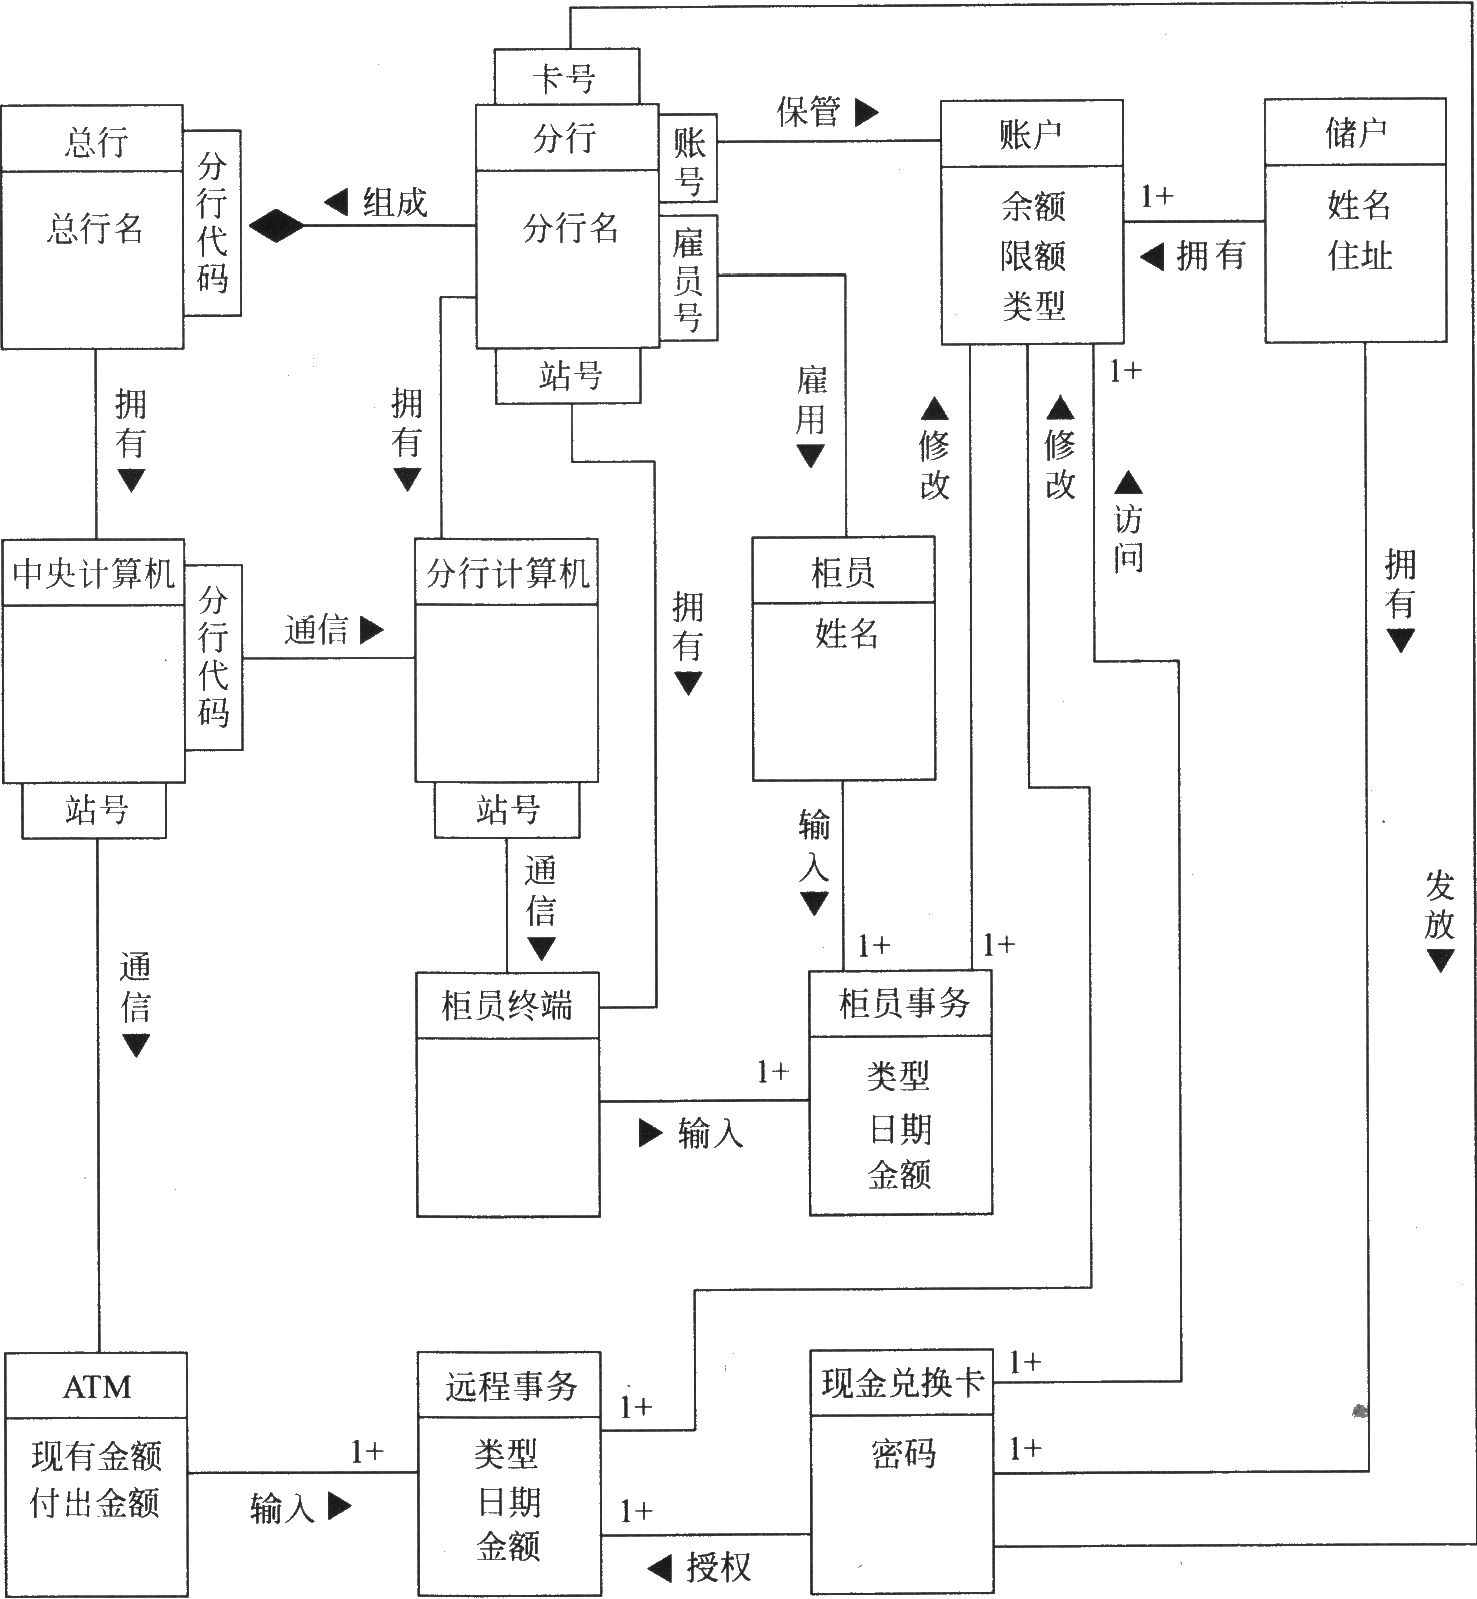 卡号
总行
分行代码
总行名
组成
分行
分行名
账号
雇员号
站号
保管
账户
余额
限额
类型
1+
拥有
储户
姓名
住址
拥有
拥有
雇用
修改
修改
1+
访问
拥有
中央计算机
分行代码
站号
通信
分行计算机
站号
拥有
柜员
姓名
输入
1+
1+
通信
通信
发放
柜员终端
1+
输入
柜员事务
类型
日期
金额
ATM
现有金额
付出金额
1+
输入
远程事务
类型
日期
金额
1+
1+
授权
现金兑换卡
密码
1+
1+